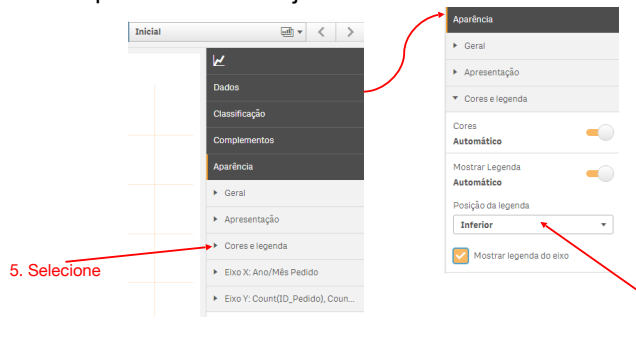 Inicial
Dados
Classificação
Complementos
Aparência
Geral
Apresentação
Cores e legenda
Eixo X: Ano/Mês Pedido
Eixo Y: Count(ID_Pedido), Coun...
5. Selecione
Aparência
Geral
Apresentação
Cores e legenda
Cores
Automático
Mostrar Legenda
Automático
Posição da legenda
Inferior
Mostrar legenda do eixo